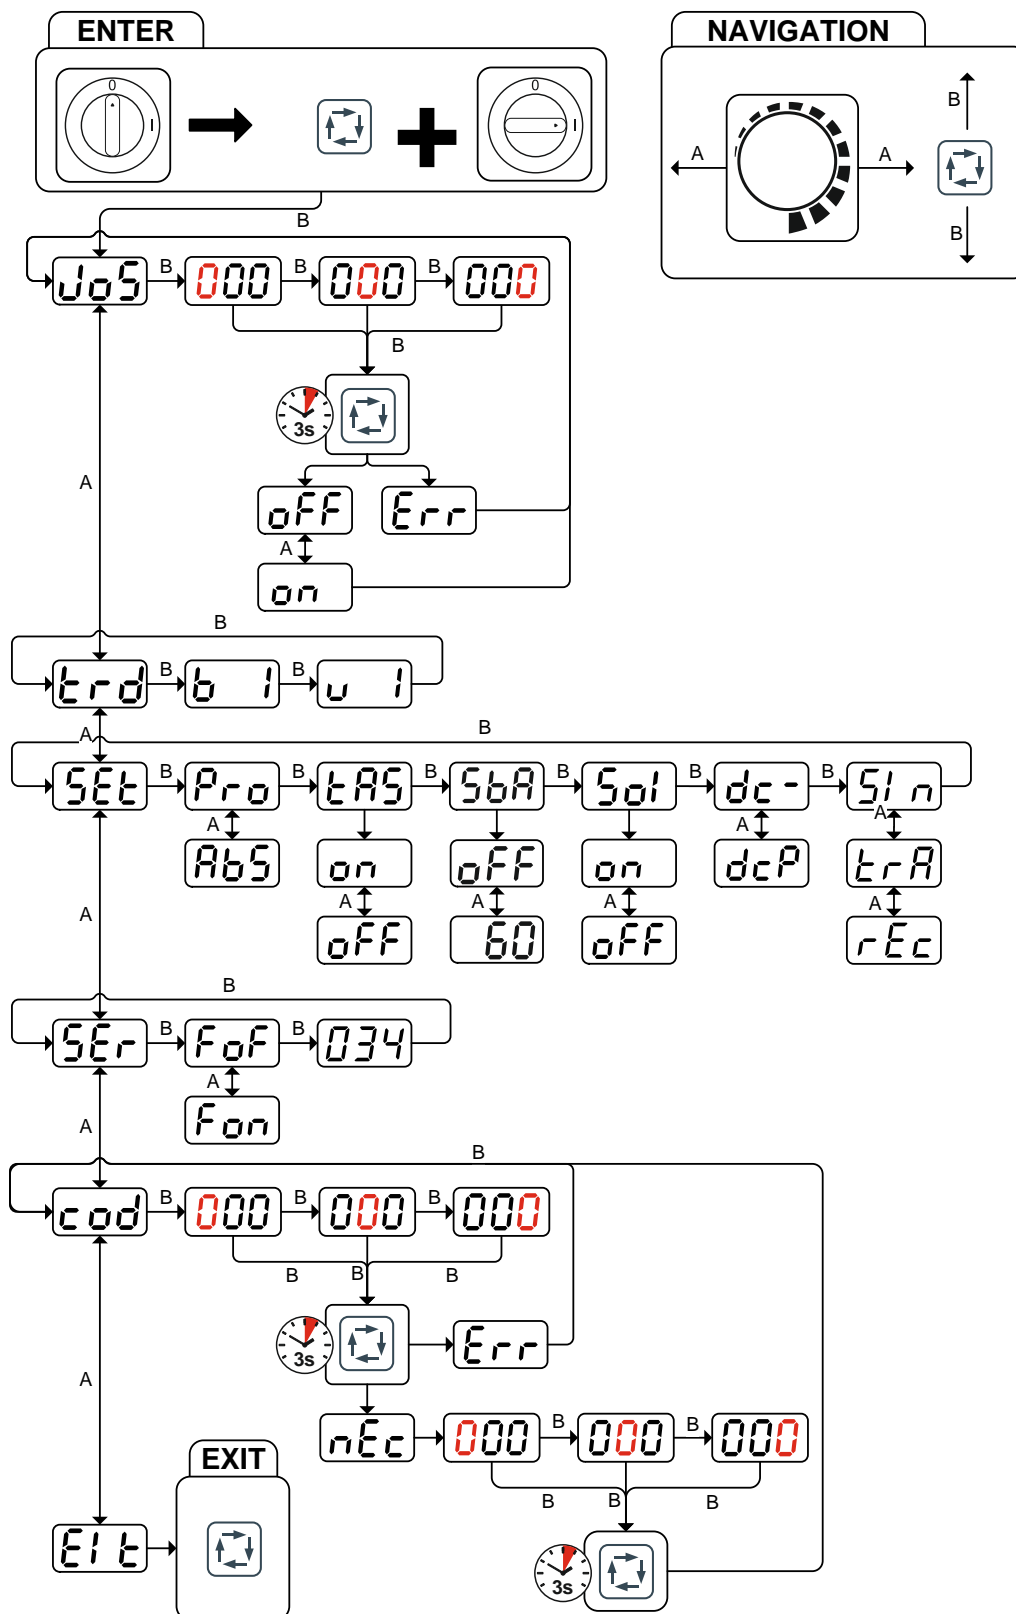 ENTER
NAVIGATION
0
I
0
I
B
A
A
B
B
JoS
B
000
B
000
B
000
B
3s
A
oFF
Err
A
on
B
trd
B
b 1
B
u 1
A
B
SEt
B
Pro
B
tAS
B
SbA
B
Sol
B
dc-
B
SIn
A
AbS
on
oFF
on
A
dcP
A
trA
A
A
oFF
A
60
A
oFF
A
rEc
B
SEr
B
FoF
B
034
A
Fon
A
B
cod
B
000
B
000
B
000
B
B
B
3s
Err
A
nEc
000
B
000
B
000
EXIT
B
B
B
EIt
3s